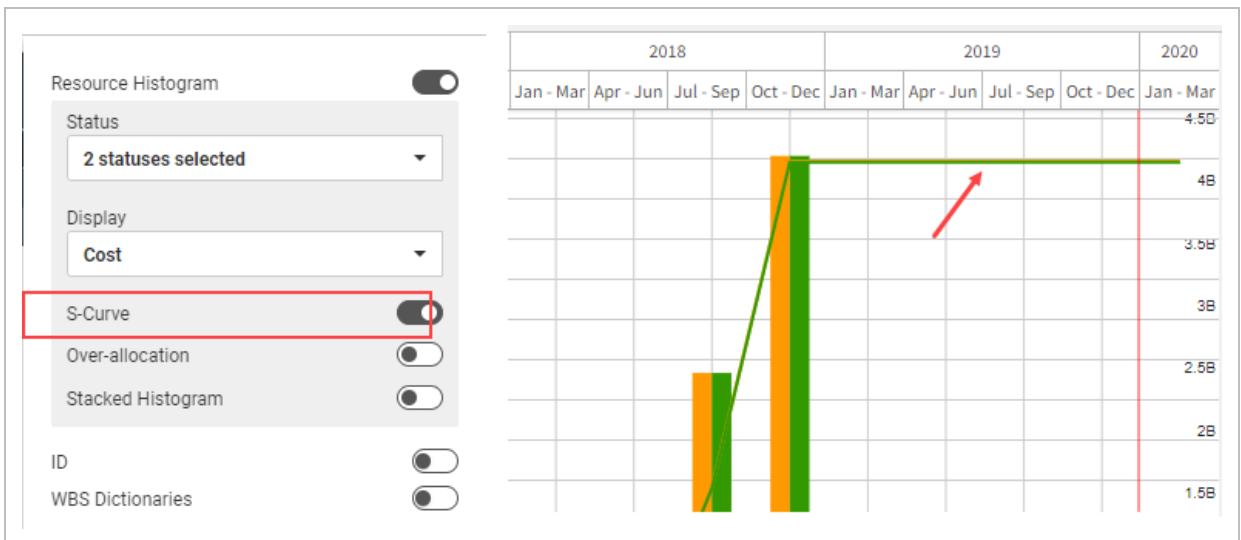 Resource Histogram
Status
2 statuses selected
Display
Cost
S-Curve
Over-allocation
Stacked Histogram
ID
WBS Dictionaries
2018 2019 2020
Jan - Mar Apr - Jun Jul - Sep Oct - Dec Jan - Mar Apr - Jun Jul - Sep Oct - Dec Jan - Mar
4.5B
4B
3.5B
3B
2.5B
2B
1.5B